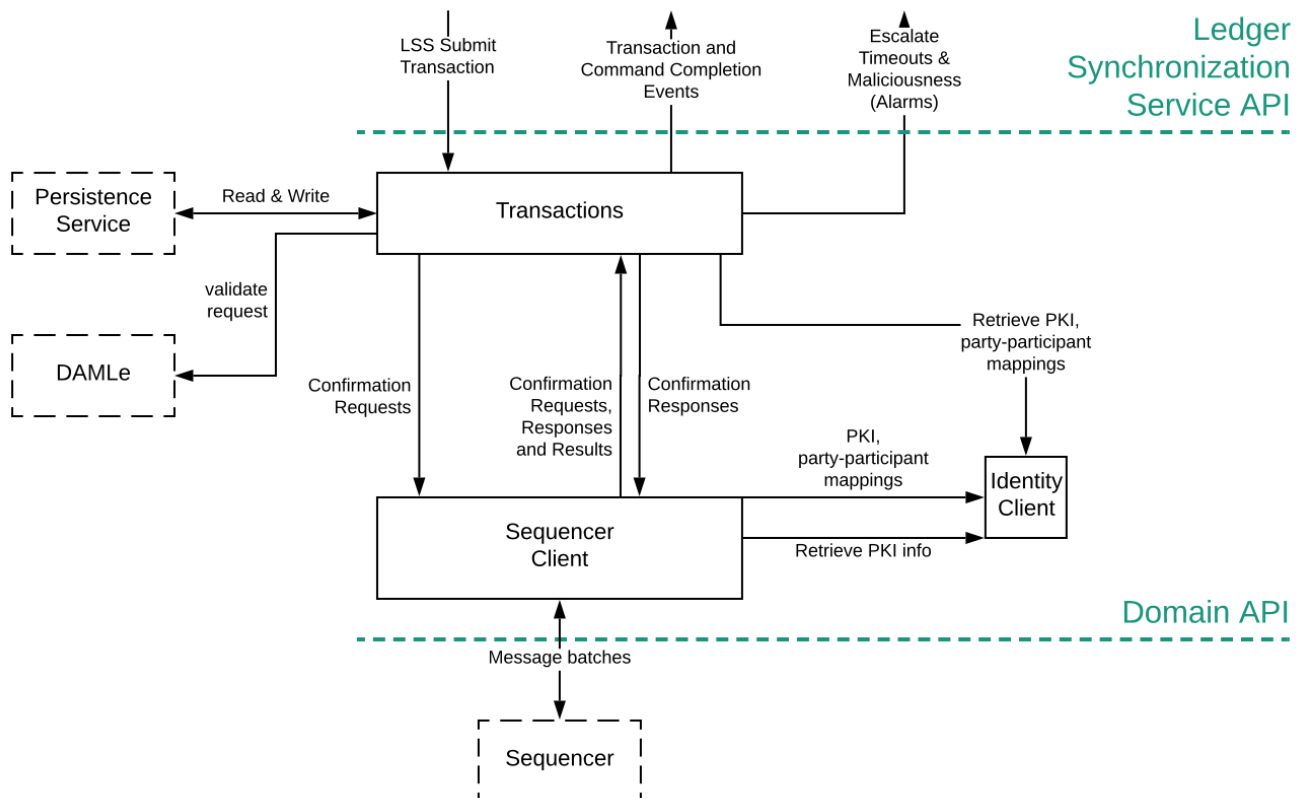 LSS Submit
Transaction
Transaction and
Command Completion
Events
Escalate
Timeouts &
Maliciousness
(Alarms)
Ledger
Synchronization
Service API
Persistence
Service
Read & Write
Transactions
validate
request
DAMLe
Confirmation
Requests
Confirmation
Requests,
Responses
and Results
Confirmation
Responses
Retrieve PKI,
party-participant
mappings
PKI,
party-participant
mappings
Identity
Client
Sequencer
Client
Retrieve PKI info
Domain API
Message batches
Sequencer